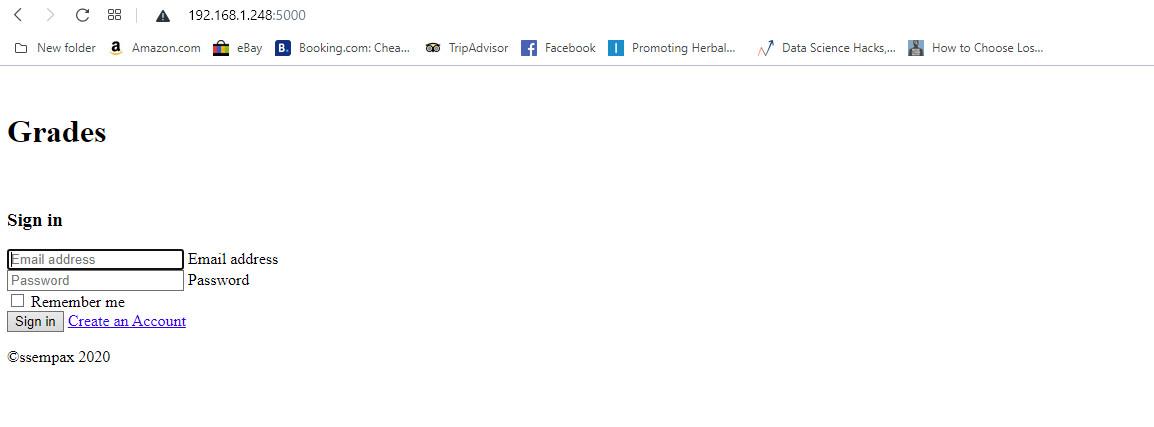 192.168.1.248:5000
New folder Amazon.com eBay Booking.com: Chea... TripAdvisor Facebook Promoting Herbal... Data Science Hacks,... How to Choose Los...
Grades
Sign in
Email address Email address
Password Password
Remember me
Sign in Create an Account
©ssempax 2020